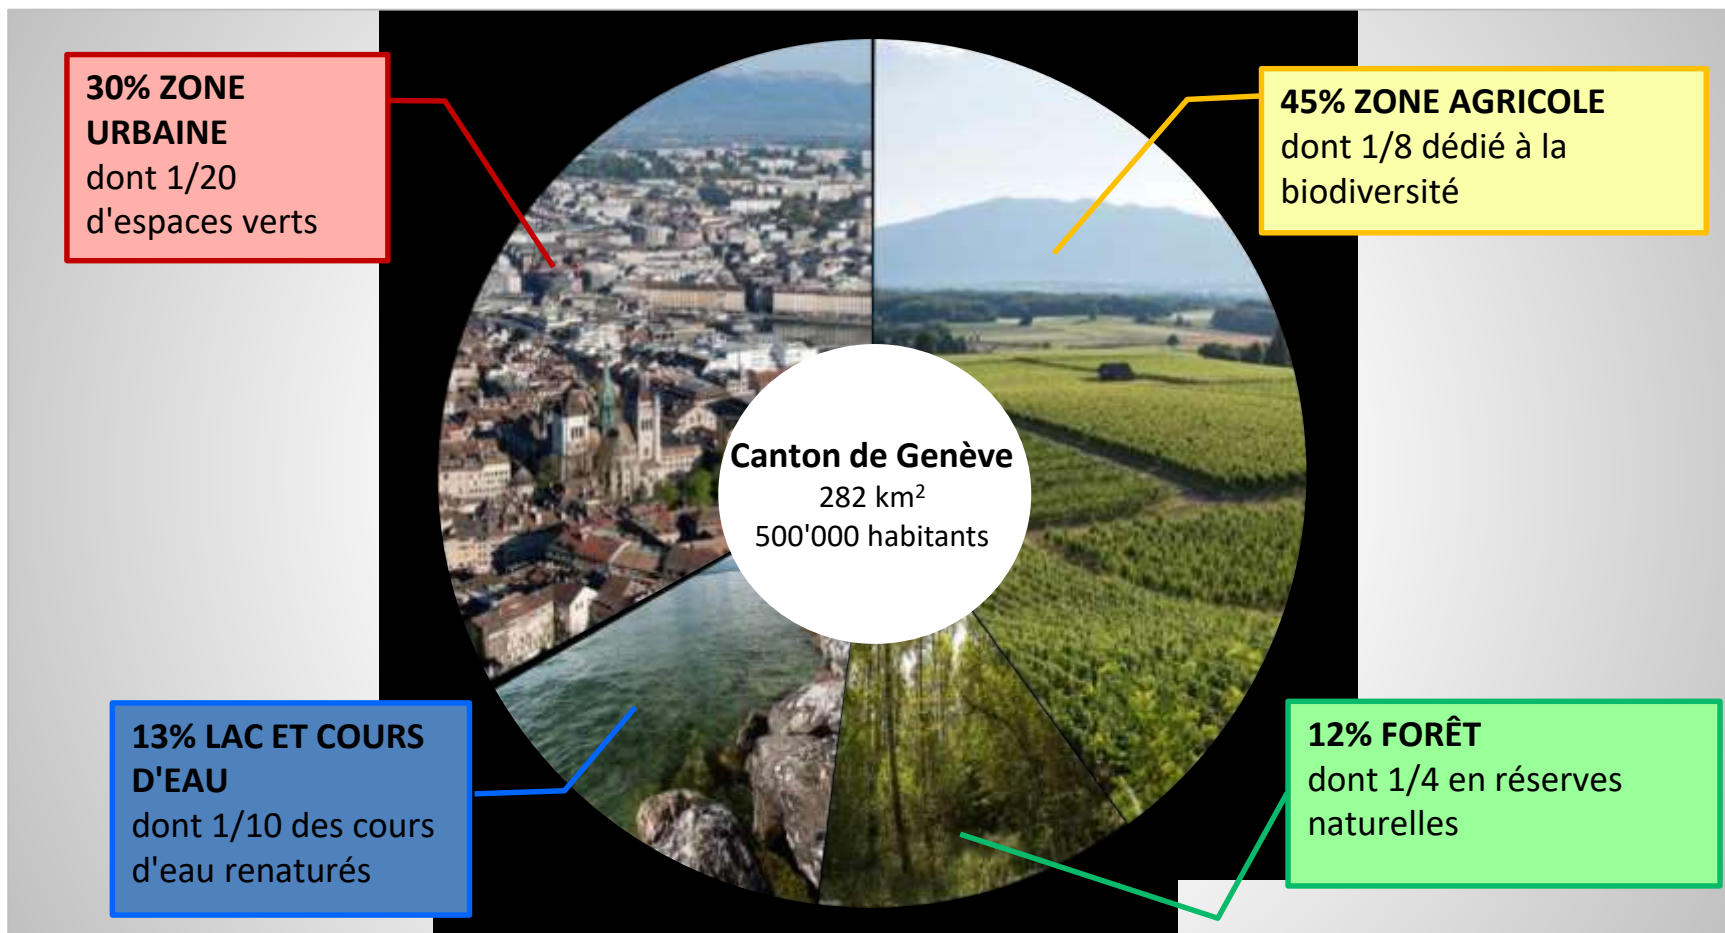 30% ZONE
URBAINE
dont 1/20
d'espaces verts
45% ZONE AGRICOLE
dont 1/8 dédié à la
biodiversité
Canton de Genève
282 km²
500'000 habitants
13% LAC ET COURS
D'EAU
dont 1/10 des cours
d'eau renaturés
12% FORÊT
dont 1/4 en réserves
naturelles